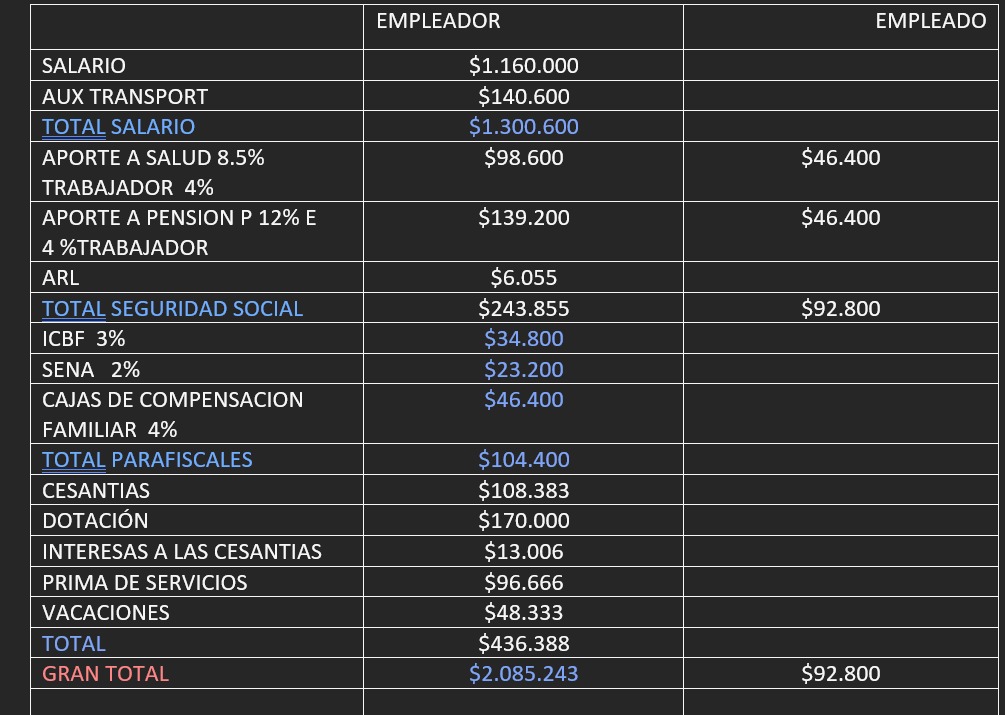 EMPLEADOR EMPLEADO
SALARIO $1.160.000
AUX TRANSPORT $140.600
TOTAL SALARIO $1.300.600
APORTE A SALUD 8.5% $98.600 $46.400
TRABAJADOR 4%
APORTE A PENSION P 12% E $139.200 $46.400
4 %TRABAJADOR
ARL $6.055
TOTAL SEGURIDAD SOCIAL $243.855 $92.800
ICBF 3% $34.800
SENA 2% $23.200
CAJAS DE COMPENSACION $46.400
FAMILIAR 4%
TOTAL PARAFISCALES $104.400
CESANTIAS $108.383
DOTACIÓN $170.000
INTERESAS A LAS CESANTIAS $13.006
PRIMA DE SERVICIOS $96.666
VACACIONES $48.333
TOTAL $436.388
GRAN TOTAL $2.085.243 $92.800